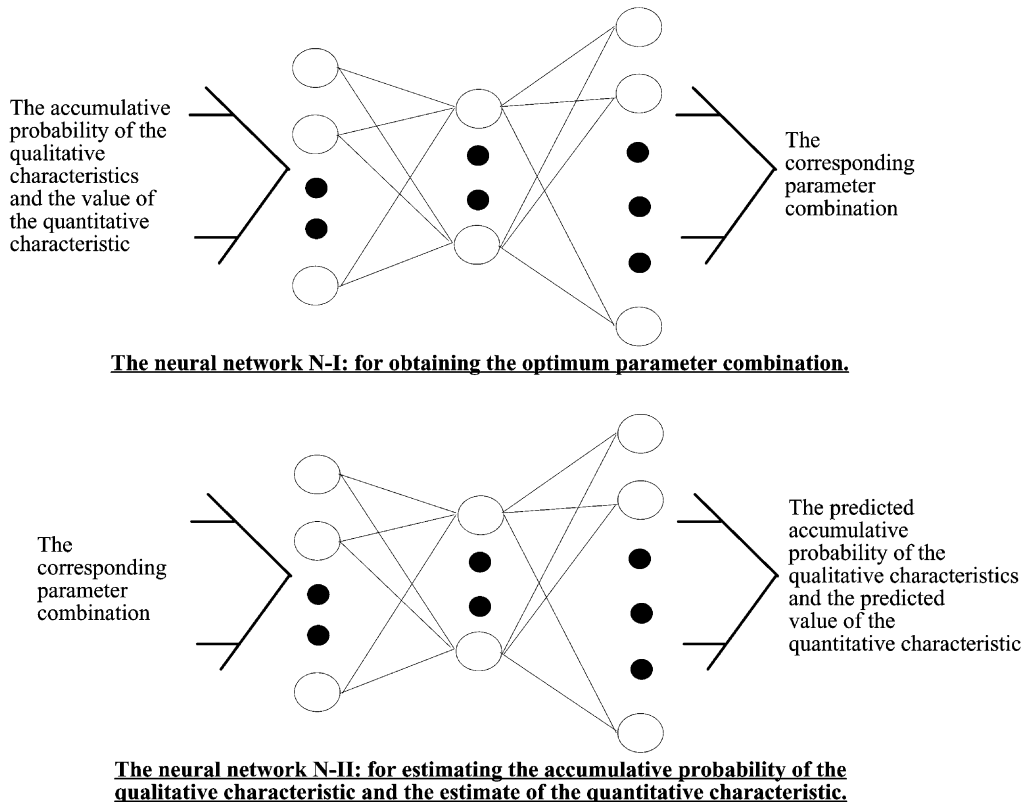 The accumulative
probability of the
qualitative
characteristics
and the value of
the quantitative
characteristic
The
corresponding
parameter
combination
The neural network N-I: for obtaining the optimum parameter combination.
The
corresponding
parameter
combination
The predicted
accumulative
probability of the
qualitative characteristics
and the predicted
value of the
quantitative characteristic
The neural network N-II: for estimating the accumulative probability of the
qualitative characteristic and the estimate of the quantitative characteristic.